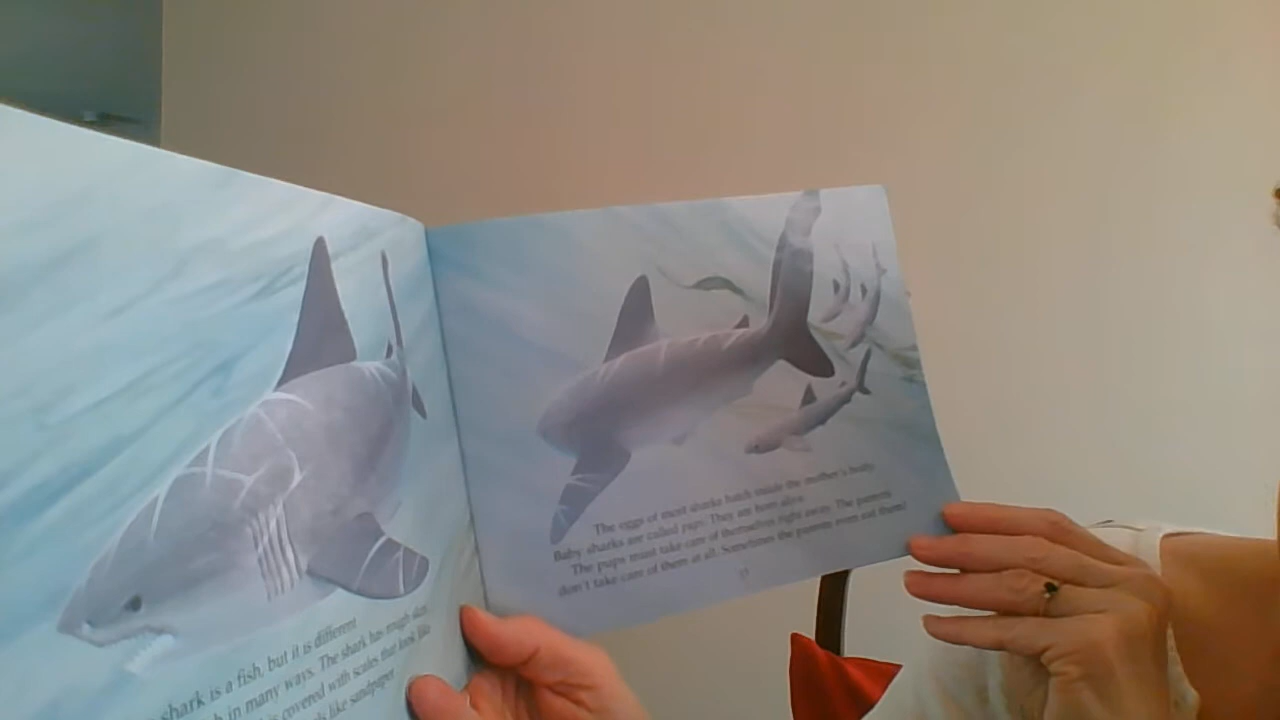 shark is a fish, but it is different
in many ways. The shark has rough skin.
is covered with scales that look like
like sandpaper.
The eggs of most sharks hatch inside the mother's body.
Baby sharks are called pups. They are born alive.
The pups must take care of themselves right away. The parents
don't take care of them at all. Sometimes the parents even eat them!